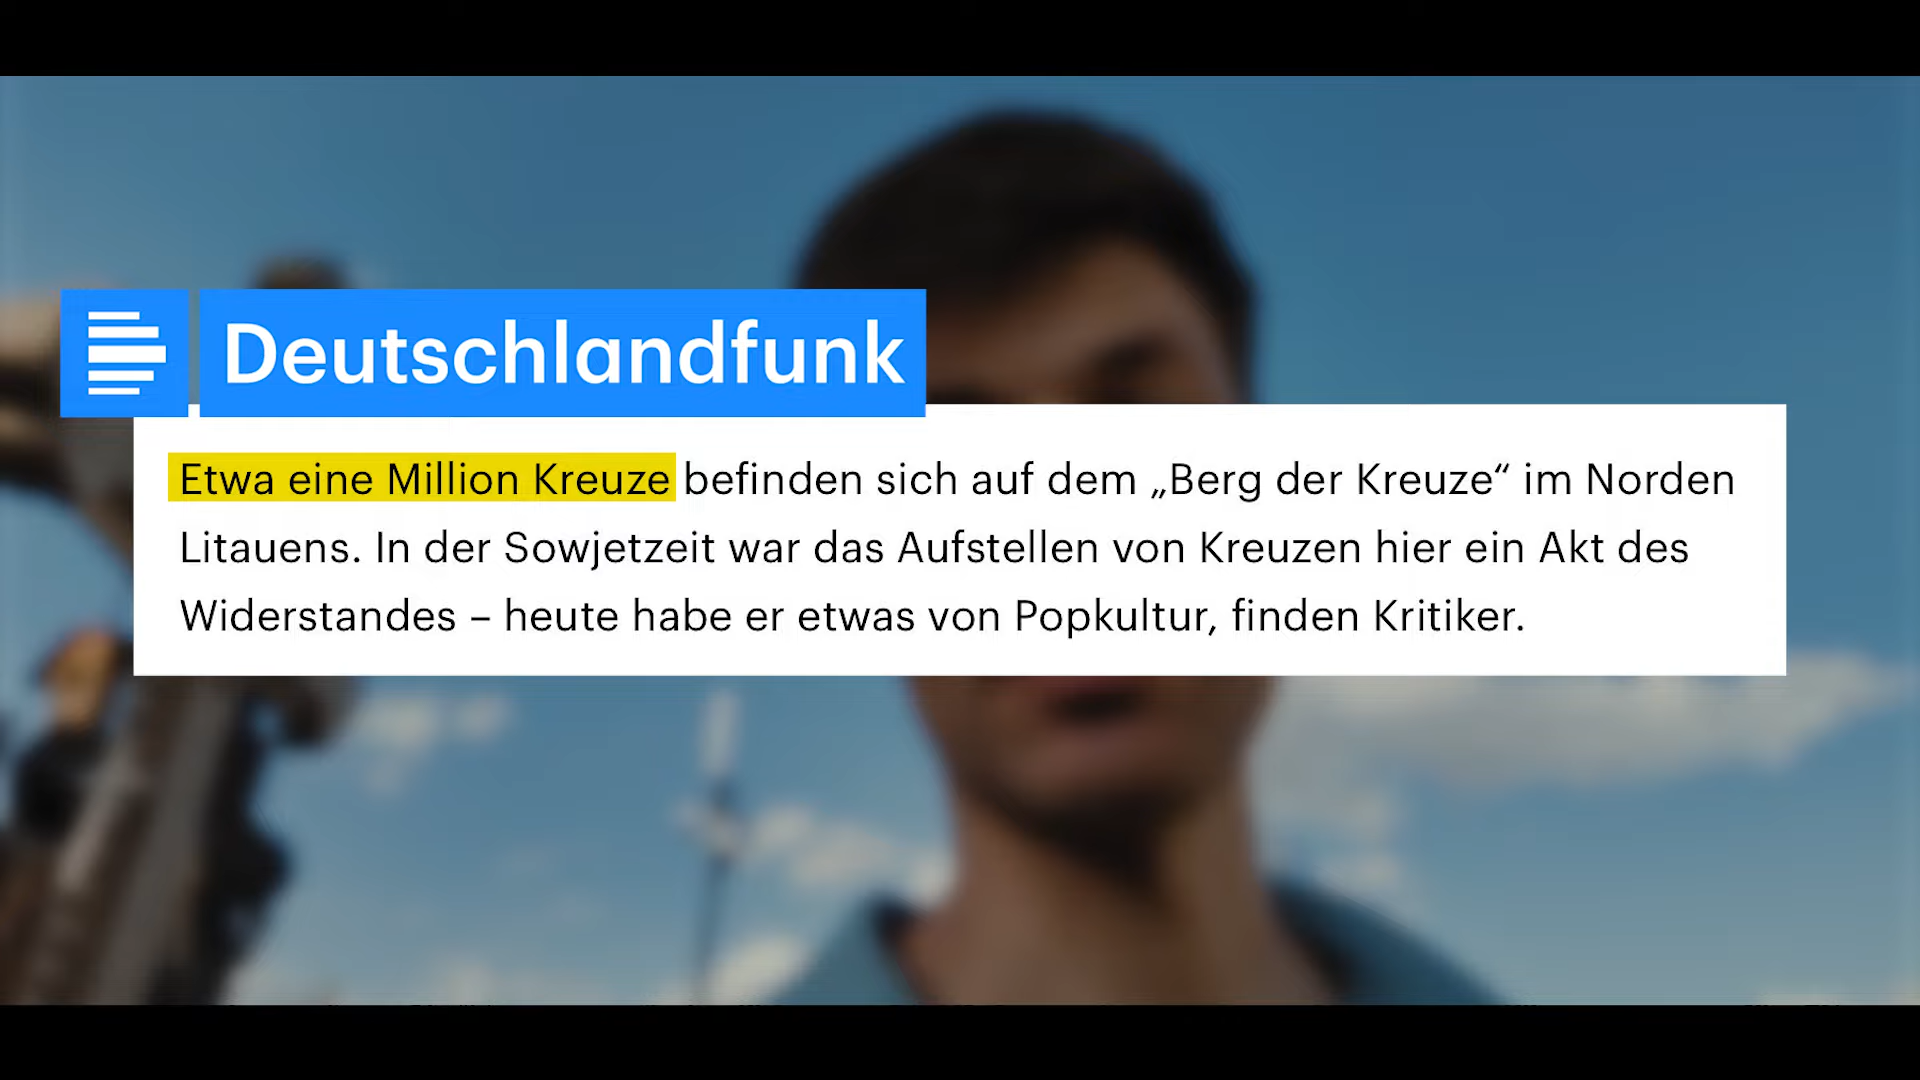 Deutschlandfunk
Etwa eine Million Kreuze befinden sich auf dem „Berg der Kreuze“ im Norden
Litauens. In der Sowjetzeit war das Aufstellen von Kreuzen hier ein Akt des
Widerstandes – heute habe er etwas von Popkultur, finden Kritiker.